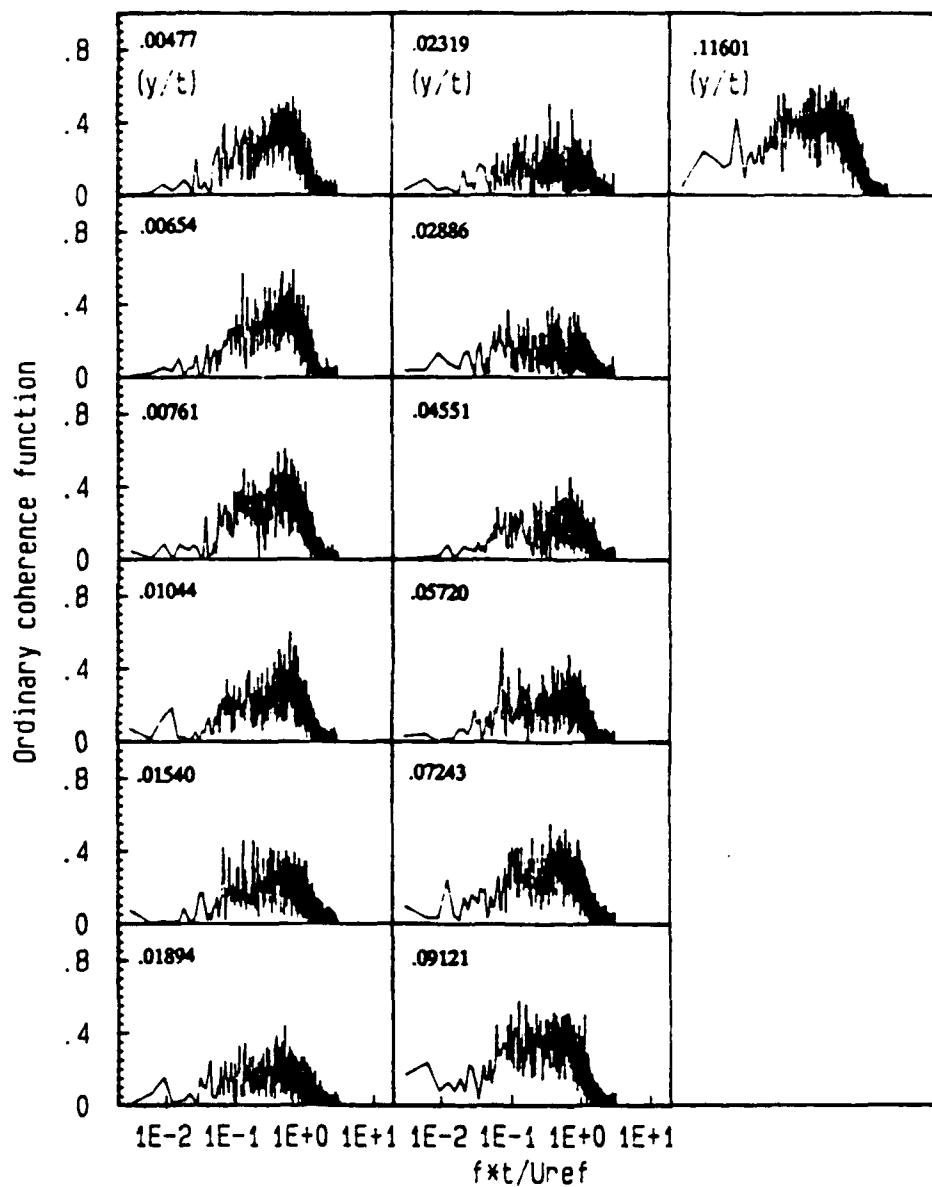 .8 .00477 .02319 .11601
(y/t) (y/t) (y/t)
.4
0
.8 .00654 .02886
.4
0
.8 .00761 .04551
.4
0
.8 .01044 .05720
.4
0
.8 .01540 .07243
.4
0
.8 .01894 .09121
.4
0
Ordinary coherence function
1E-2 1E-1 1E+0 1E+1 1E-2 1E-1 1E+0 1E+1
f*t/Uref